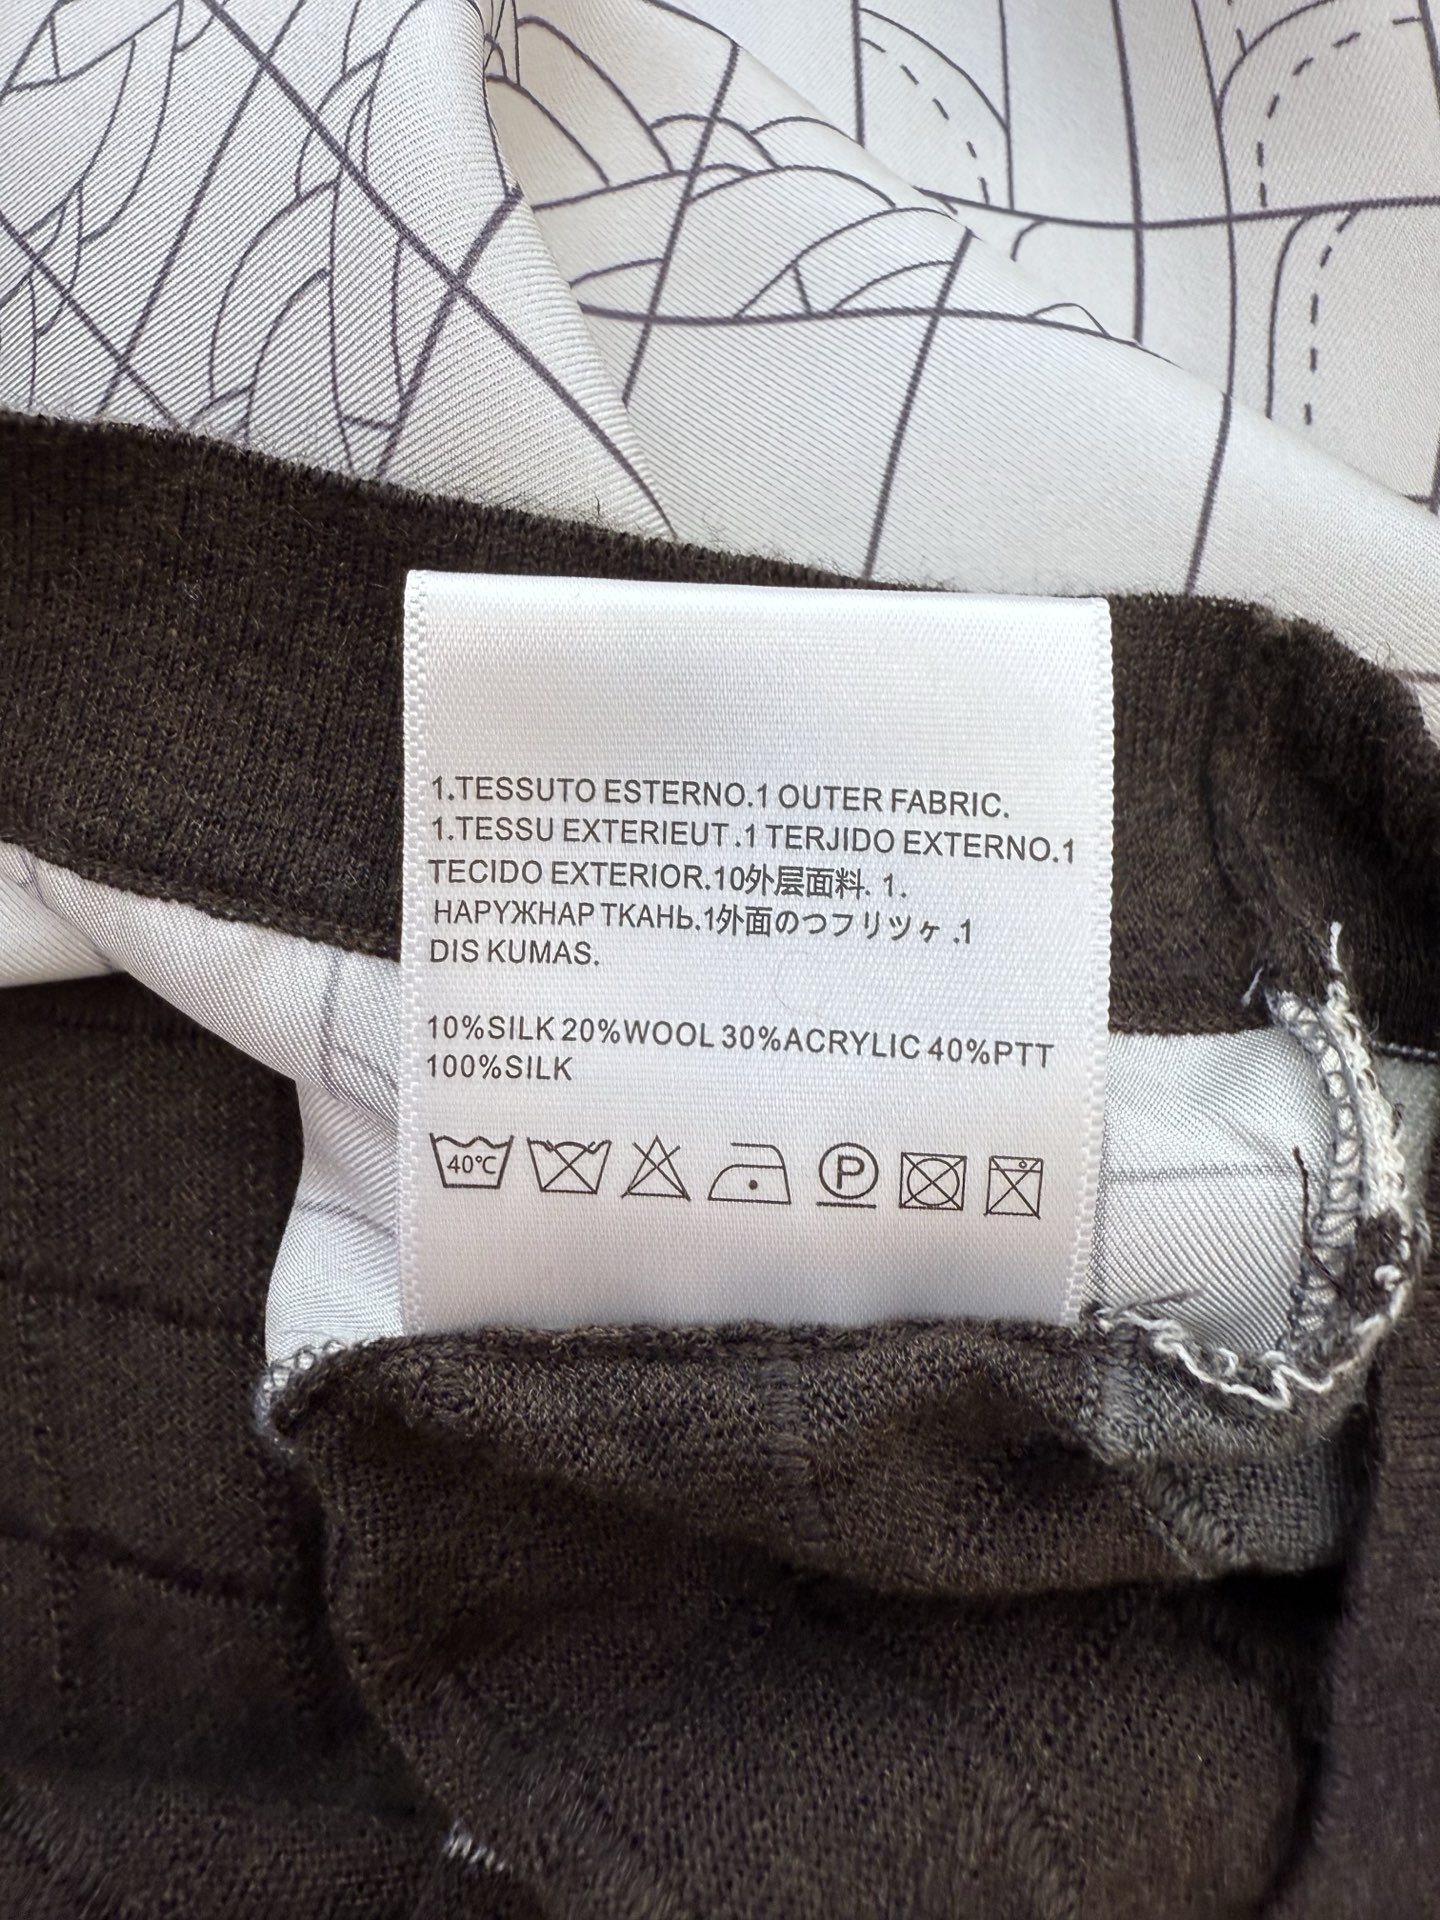 1.TESSUTO ESTERNO.1 OUTER FABRIC.
1.TESSU EXTERIEUT.1 TERJIDO EXTERNO.1
TECIDO EXTERIOR.10外层面料. 1.
НАРУЖНАР ТКАНЬ.1外面のつフリツヶ.1
DIS KUMAS.
10%SILK 20%WOOL 30%ACRYLIC 40%PTT
100%SILK
40℃
P